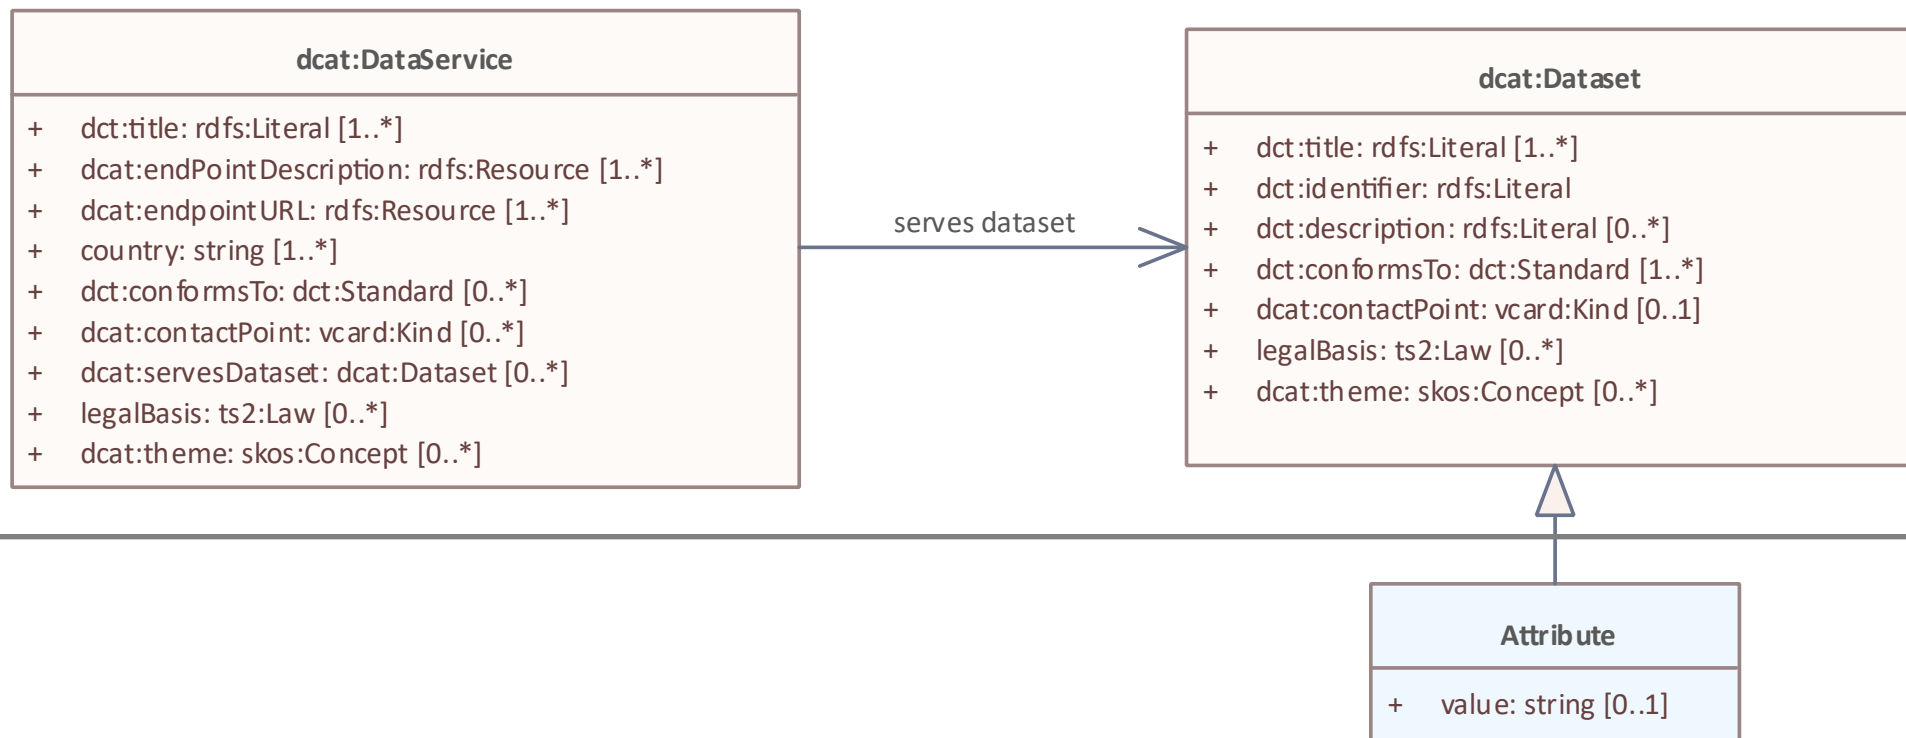 dcat:DataService
+ dct:title: rdfs:Literal [1..*]
+ dcat:endPointDescription: rdfs:Resource [1..*]
+ dcat:endpointURL: rdfs:Resource [1..*]
+ country: string [1..*]
+ dct:conformsTo: dct:Standard [0..*]
+ dcat:contactPoint: vcard:Kind [0..*]
+ dcat:servesDataset: dcat:Dataset [0..*]
+ legalBasis: ts2:Law [0..*]
+ dcat:theme: skos:Concept [0..*]
serves dataset
dcat:Dataset
+ dct:title: rdfs:Literal [1..*]
+ dct:identifier: rdfs:Literal
+ dct:description: rdfs:Literal [0..*]
+ dct:conformsTo: dct:Standard [1..*]
+ dcat:contactPoint: vcard:Kind [0..1]
+ legalBasis: ts2:Law [0..*]
+ dcat:theme: skos:Concept [0..*]
Attribute
+ value: string [0..1]